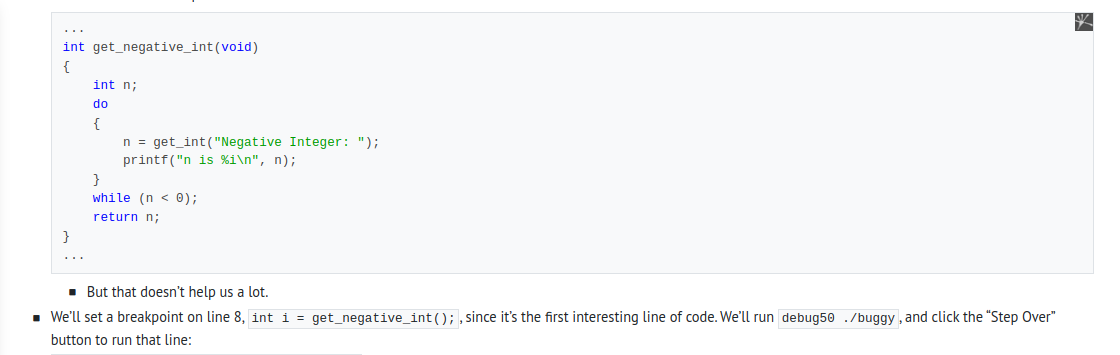 ...
int get_negative_int(void)
{
    int n;
    do
    {
        n = get_int("Negative Integer: ");
        printf("n is %i\n", n);
    }
    while (n < 0);
    return n;
}
...
But that doesn't help us a lot.
We'll set a breakpoint on line 8, int i = get_negative_int(); , since it's the first interesting line of code. We'll run debug50 ./buggy , and click the “Step Over”
button to run that line: